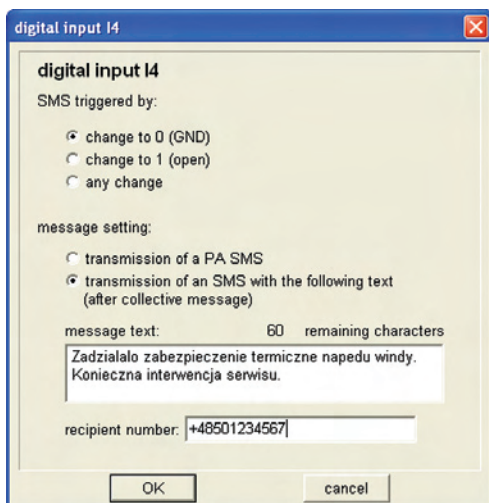 digital input I4
digital input I4
SMS triggered by:
change to 0 (GND)
change to 1 (open)
any change
message setting:
transmission of a PA SMS
transmission of an SMS with the following text
(after collective message)
message text: 60 remaining characters
Zadzialalo zabezpieczenie termiczne napedu windy.
Konieczna interwencja serwisu.
recipient number: +48501234567
OK cancel